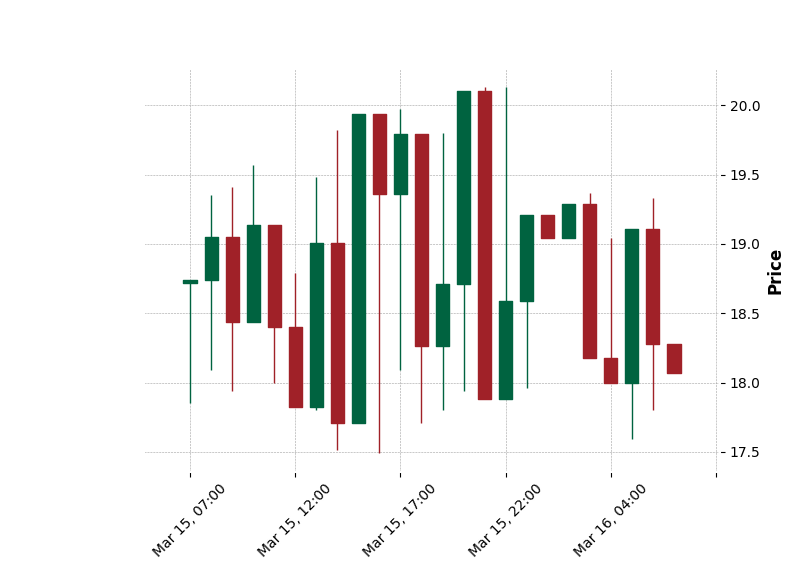 20.0
19.5
19.0
18.5
18.0
17.5
Price
Mar 15, 07:00
Mar 15, 12:00
Mar 15, 17:00
Mar 15, 22:00
Mar 16, 04:00